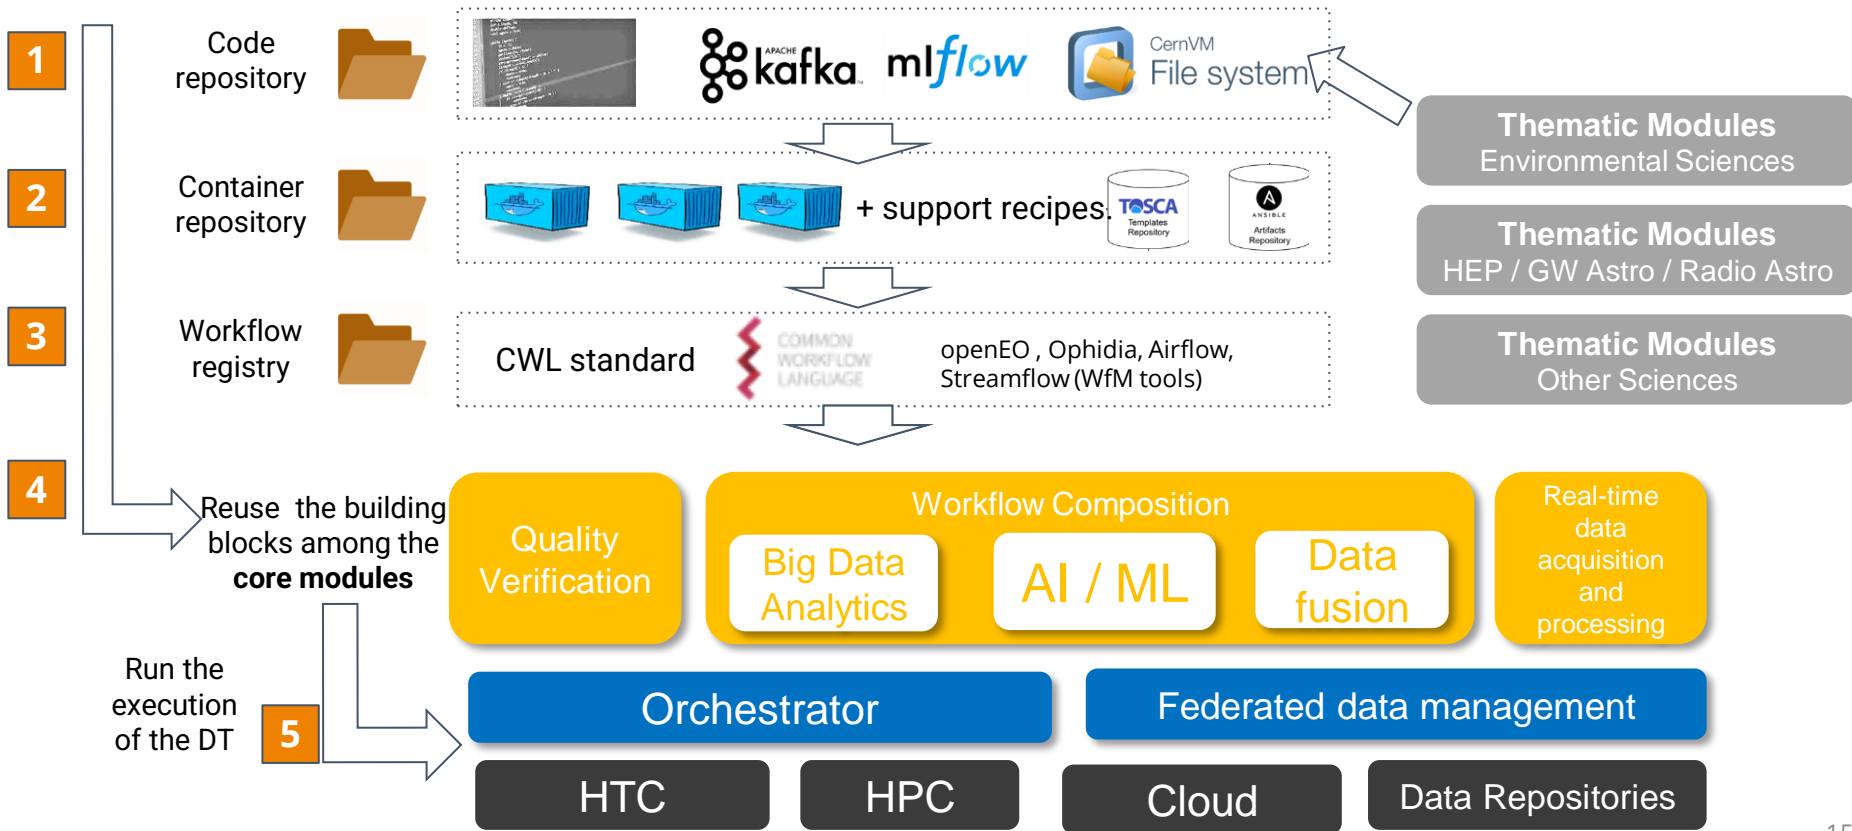 1
Code
repository
APACHE
kafka
mlflow
CernVM
File system
Thematic Modules
Environmental Sciences
2
Container
repository
+ support recipes.
TOSCA
Templates
Repository
ANSIBLE
Artifacts
Repository
Thematic Modules
HEP / GW Astro / Radio Astro
3
Workflow
registry
CWL standard
COMMON
WORKFLOW
LANGUAGE
openEO , Ophidia, Airflow,
Streamflow (WfM tools)
Thematic Modules
Other Sciences
4
Reuse the building
blocks among the
core modules
Quality
Verification
Workflow Composition
Big Data
Analytics
AI / ML
Data
fusion
Real-time
data
acquisition
and
processing
Run the
execution
of the DT
5
Orchestrator
Federated data management
HTC
HPC
Cloud
Data Repositories